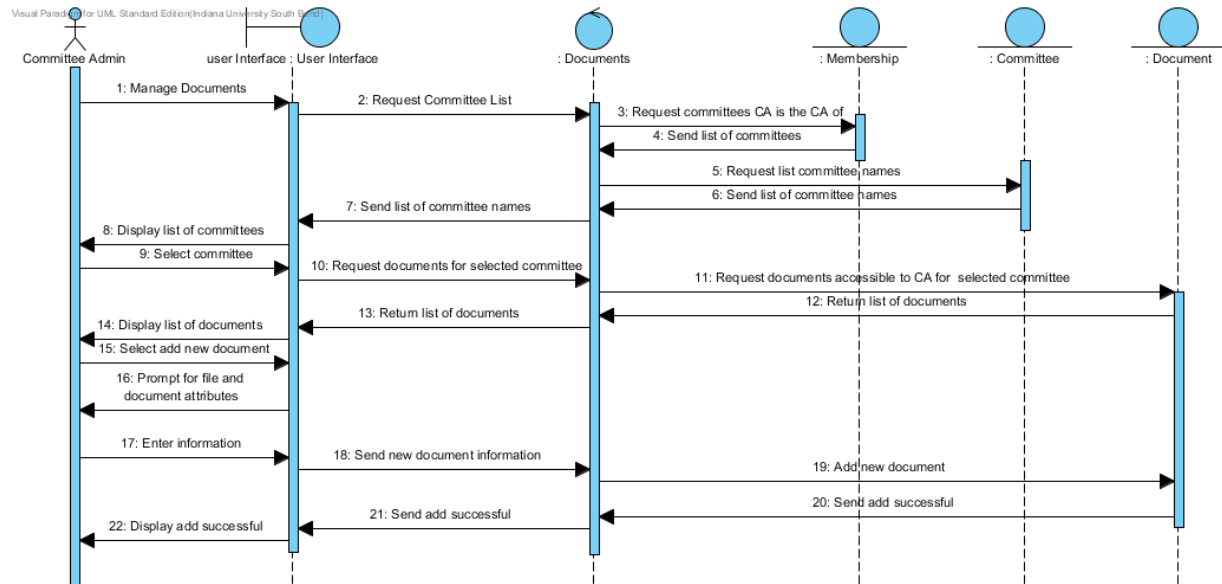 Visual Paradigm for UML Standard Edition(Indiana University South Bend)
Committee Admin
user Interface : User Interface
: Documents
: Membership
: Committee
: Document
1: Manage Documents
2: Request Committee List
3: Request committees CA is the CA of
4: Send list of committees
5: Request list committee names
6: Send list of committee names
7: Send list of committee names
8: Display list of committees
9: Select committee
10: Request documents for selected committee
11: Request documents accessible to CA for selected committee
12: Return list of documents
13: Return list of documents
14: Display list of documents
15: Select add new document
16: Prompt for file and
document attributes
17: Enter information
18: Send new document information
19: Add new document
20: Send add successful
21: Send add successful
22: Display add successful